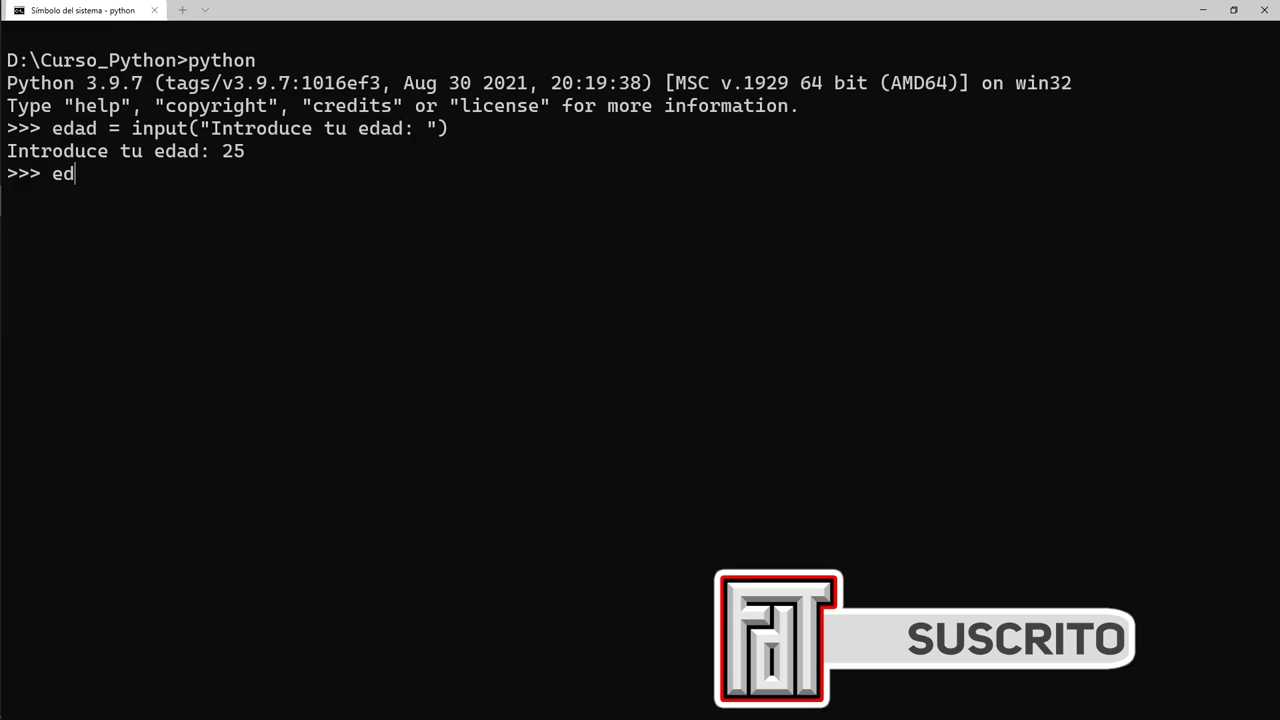 Símbolo del sistema - python
D:\Curso_Python>python
Python 3.9.7 (tags/v3.9.7:1016ef3, Aug 30 2021, 20:19:38) [MSC v.1929 64 bit (AMD64)] on win32
Type "help", "copyright", "credits" or "license" for more information.
>>> edad = input("Introduce tu edad: ")
Introduce tu edad: 25
>>> ed
FdT
SUSCRITO